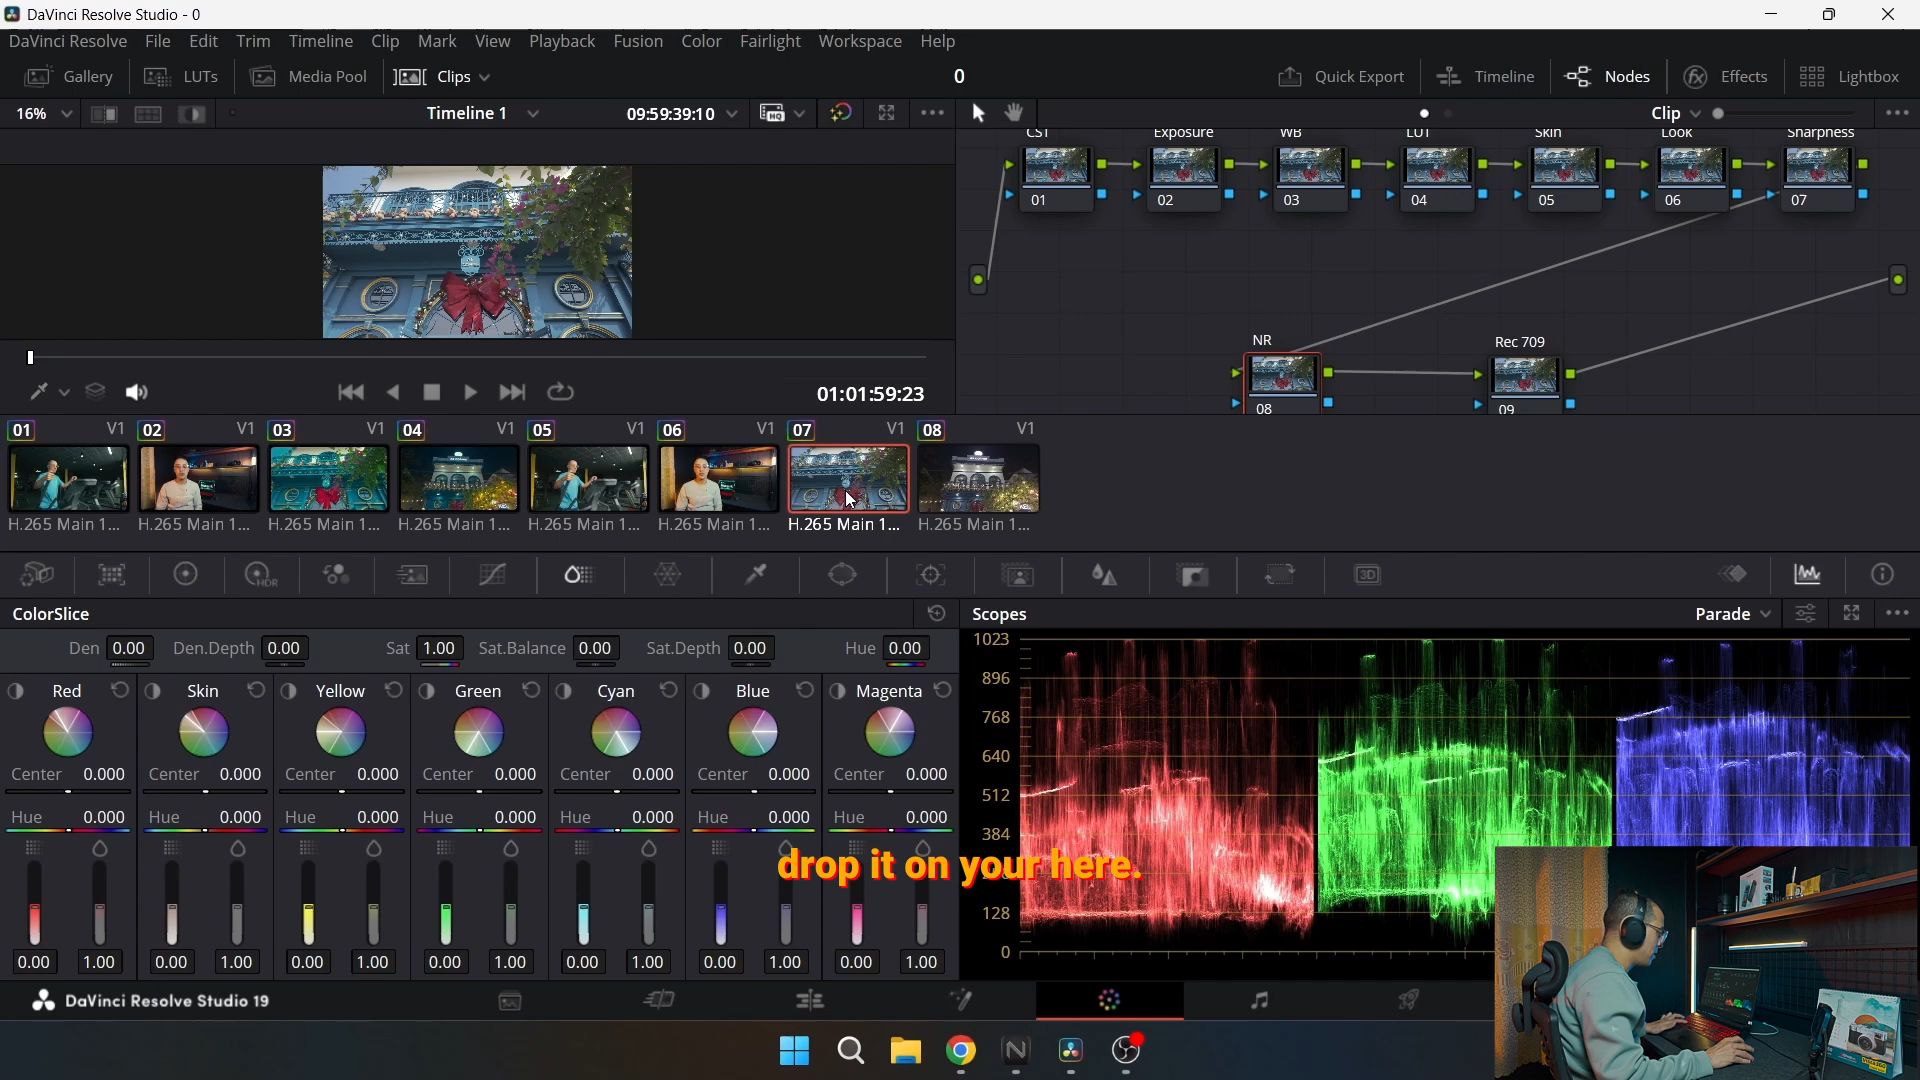 DaVinci Resolve Studio - 0
DaVinci Resolve File Edit Trim Timeline Clip Mark View Playback Fusion Color Fairlight Workspace Help
Gallery LUTs Media Pool Clips 0 Quick Export Timeline Nodes Effects Lightbox
16% Timeline 1 09:59:39:10 HQ Clip
CST Exposure WB LUT Skin Look Sharpness
01 02 03 04 05 06 07
NR Rec 709
08 09
01:01:59:23
01 V1 02 V1 03 V1 04 V1 05 V1 06 V1 07 V1 08 V1
H.265 Main 1... H.265 Main 1... H.265 Main 1... H.265 Main 1... H.265 Main 1... H.265 Main 1... H.265 Main 1... H.265 Main 1...
HDR 3D
ColorSlice
Scopes Parade
Den 0.00 Den.Depth 0.00 Sat 1.00 Sat.Balance 0.00 Sat.Depth 0.00 Hue 0.00
Red Skin Yellow Green Cyan Blue Magenta
Center 0.000 Center 0.000 Center 0.000 Center 0.000 Center 0.000 Center 0.000 Center 0.000
Hue 0.000 Hue 0.000 Hue 0.000 Hue 0.000 Hue 0.000 Hue 0.000 Hue 0.000
0.00 1.00 0.00 1.00 0.00 1.00 0.00 1.00 0.00 1.00 0.00 1.00 0.00 1.00
1023
896
768
640
512
384
128
0
drop it on your here.
DaVinci Resolve Studio 19